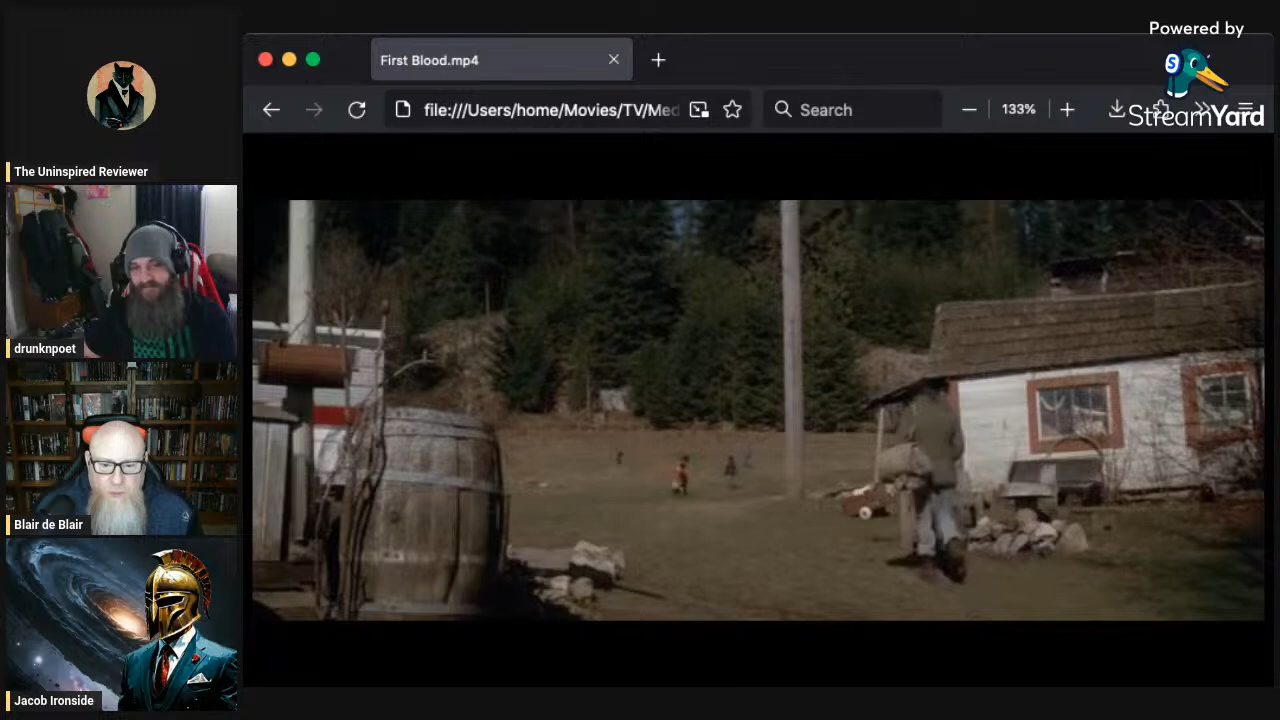 Powered by
StreamYard
First Blood.mp4
file:///Users/home/Movies/TV/Med
Search
133%
The Uninspired Reviewer
drunknpoet
Blair de Blair
Jacob Ironside